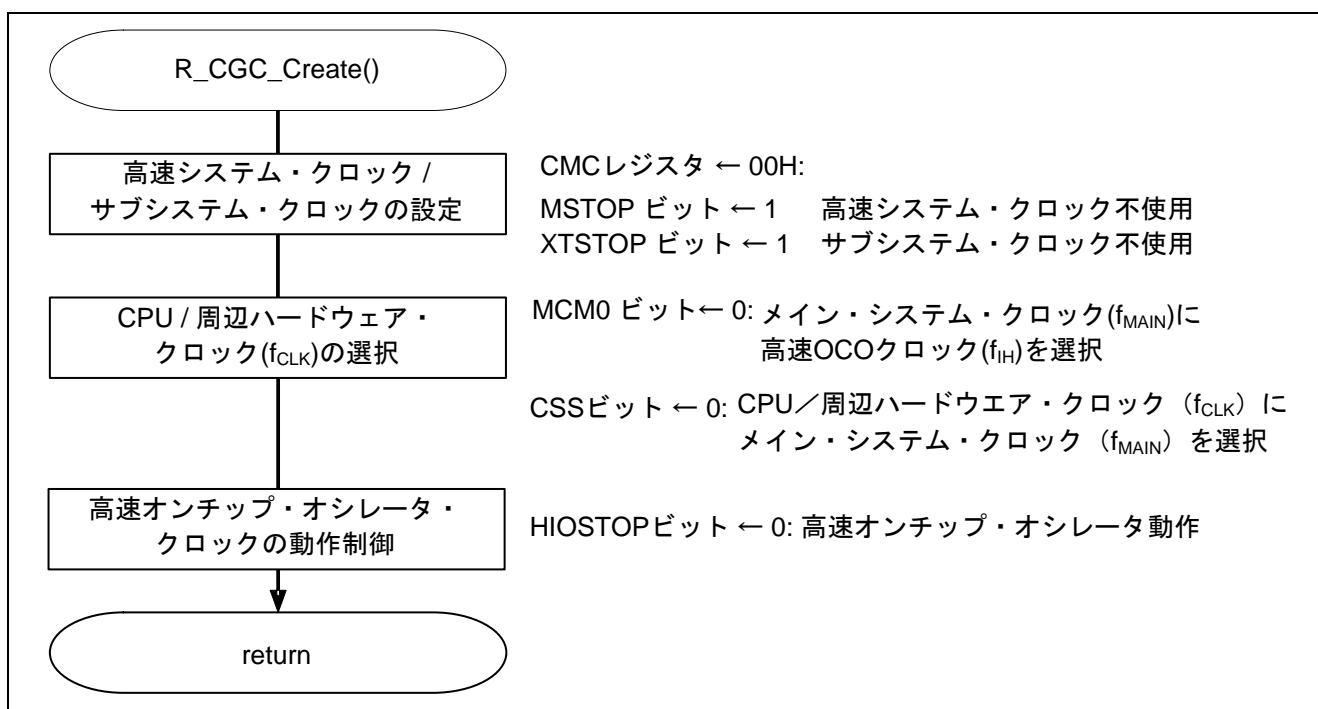 R_CGC_Create()
高速システム・クロック /
サブシステム・クロックの設定
CMCレジスタ ← 00H:
MSTOP ビット ← 1 高速システム・クロック不使用
XTSTOP ビット ← 1 サブシステム・クロック不使用
CPU / 周辺ハードウェア・
クロック(fCLK)の選択
MCM0 ビット← 0: メイン・システム・クロック(fMAIN)に
高速OCOクロック(fIH)を選択
CSSビット ← 0: CPU／周辺ハードウエア・クロック（fCLK）に
メイン・システム・クロック（fMAIN）を選択
高速オンチップ・オシレータ・
クロックの動作制御
HIOSTOPビット ← 0: 高速オンチップ・オシレータ動作
return